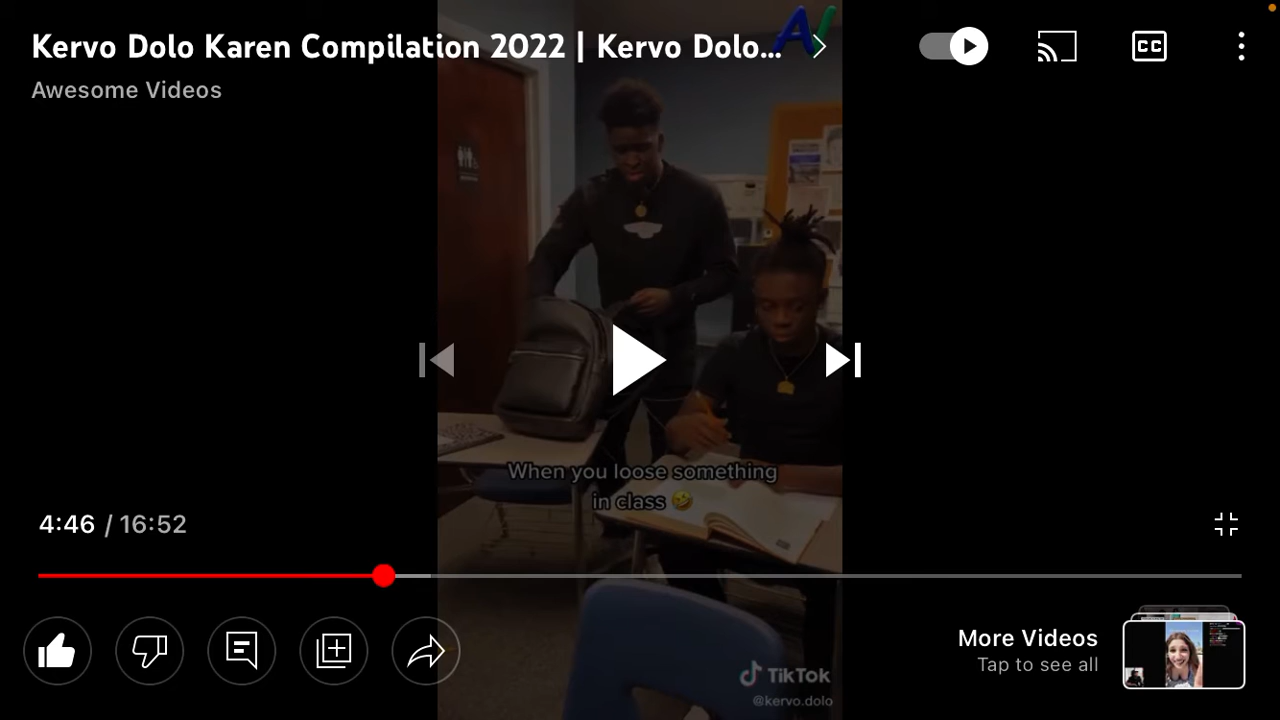 Kervo Dolo Karen Compilation 2022 | Kervo Dolo...
Awesome Videos
CC
When you loose something
in class 🤣
4:46 / 16:52
More Videos
Tap to see all
TikTok
@kervo.dolo